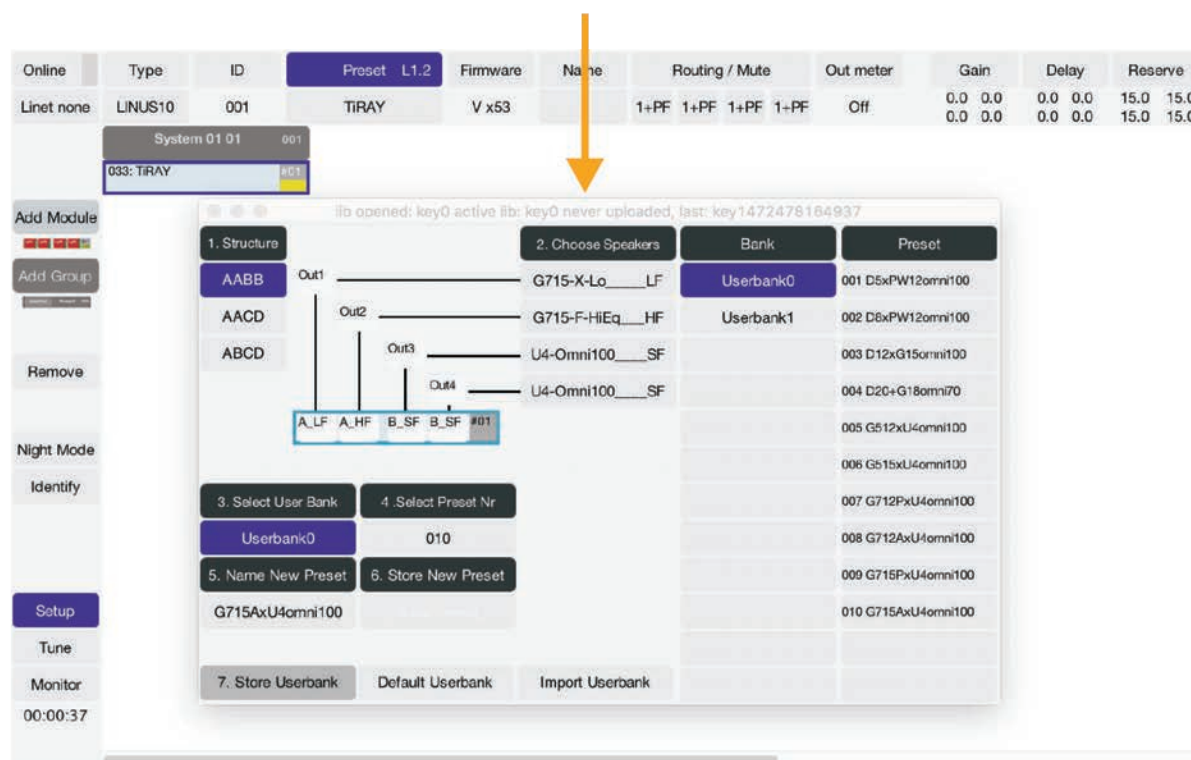 Online Type ID Preset L1.2 Firmware Name Routing / Mute Out meter Gain Delay Reserve
Linet none LINUS10 001 TiRAY V x53 1+PF 1+PF 1+PF 1+PF Off 0.0 0.0 0.0 0.0 15.0 15.0
0.0 0.0 0.0 0.0 15.0 15.0
System 01 01 001
033: TiRAY #01
Add Module
Add Group
Remove
Night Mode
Identify
Setup
Tune
Monitor
00:00:37
lib opened: key0 active lib: key0 never uploaded, last: key1472478164937
1. Structure 2. Choose Speakers Bank Preset
AABB Out1 G715-X-Lo_____LF Userbank0 001 D5xPW12omni100
AACD Out2 G715-F-HiEq___HF Userbank1 002 D8xPW12omni100
ABCD Out3 U4-Omni100____SF 003 D12xG15omni100
Out4 U4-Omni100____SF 004 D20+G18omni70
A_LF A_HF B_SF B_SF #01 005 G512xU4omni100
006 G515xU4omni100
3. Select User Bank 4 .Select Preset Nr 007 G712PxU4omni100
Userbank0 010 008 G712AxU4omni100
5. Name New Preset 6. Store New Preset 009 G715PxU4omni100
G715AxU4omni100 010 G715AxU4omni100
7. Store Userbank Default Userbank Import Userbank